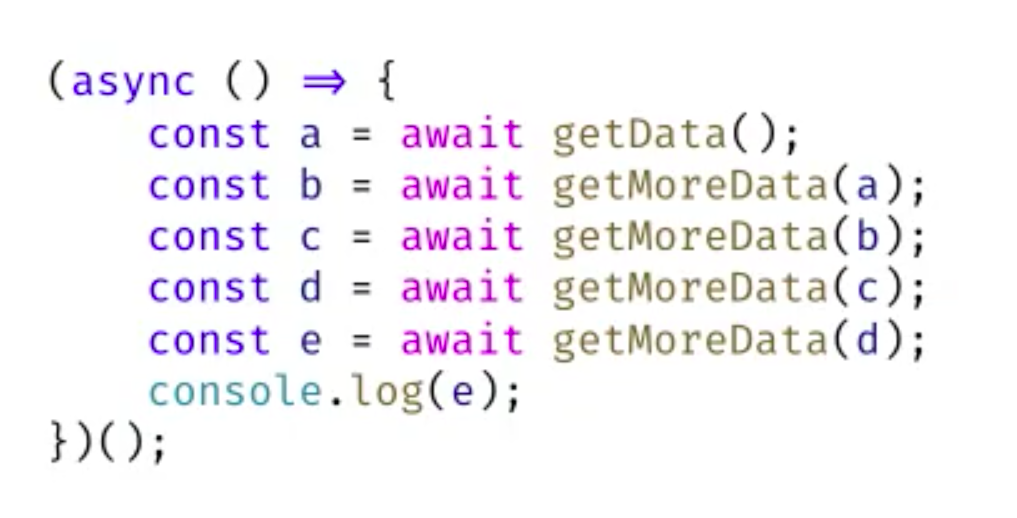 (async () => {
    const a = await getData();
    const b = await getMoreData(a);
    const c = await getMoreData(b);
    const d = await getMoreData(c);
    const e = await getMoreData(d);
    console.log(e);
})();